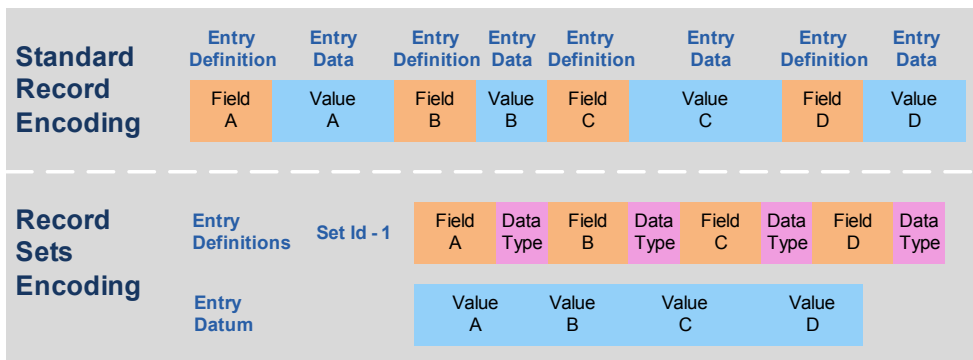 Standard
Record
Encoding
Entry Entry Entry Entry Entry Entry Entry Entry
Definition Data Definition Data Definition Data Definition Data
Field Value Field Value Field Value Field Value
A A B B C C D D
Record
Sets
Encoding
Entry
Definitions
Set Id - 1
Field Data Field Data Field Data Field Data
A Type B Type C Type D Type
Entry
Datum
Value Value Value Value
A B C D